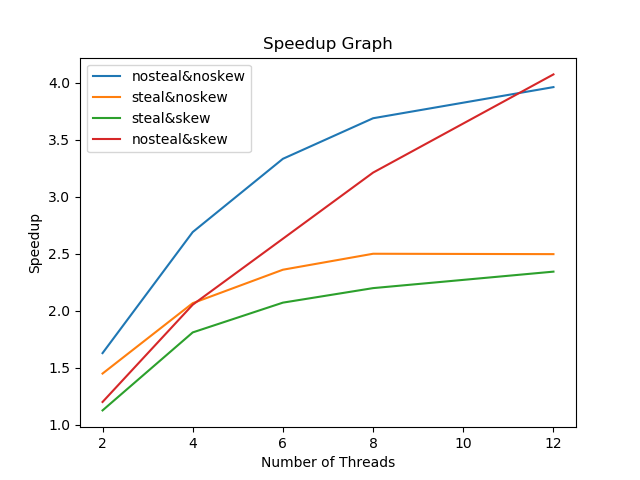 Speedup Graph
nosteal&noskew
steal&noskew
steal&skew
nosteal&skew
4.0
3.5
3.0
2.5
2.0
1.5
1.0
Speedup
2 4 6 8 10 12
Number of Threads